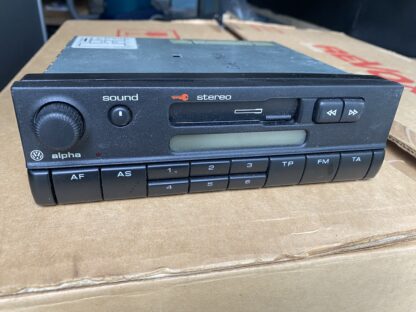 sound stereo
alpha
AF AS 1 2 3 TP FM TA
4 5 6